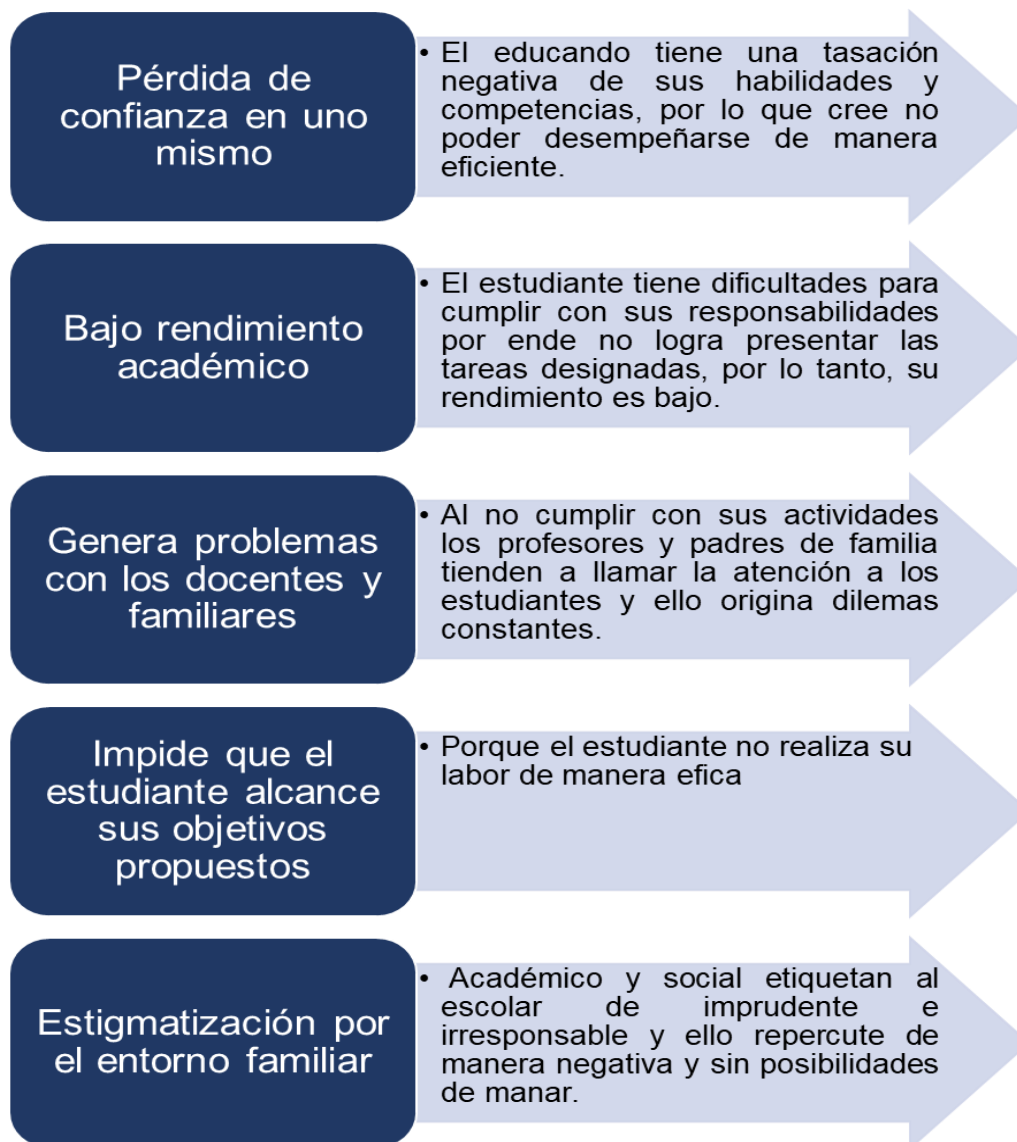 Pérdida de
confianza en uno
mismo
• El educando tiene una tasación
negativa de sus habilidades y
competencias, por lo que cree no
poder desempeñarse de manera
eficiente.
Bajo rendimiento
académico
• El estudiante tiene dificultades para
cumplir con sus responsabilidades
por ende no logra presentar las
tareas designadas, por lo tanto, su
rendimiento es bajo.
Genera problemas
con los docentes y
familiares
• Al no cumplir con sus actividades
los profesores y padres de familia
tienden a llamar la atención a los
estudiantes y ello origina dilemas
constantes.
Impide que el
estudiante alcance
sus objetivos
propuestos
• Porque el estudiante no realiza su
labor de manera efica
Estigmatización por
el entorno familiar
• Académico y social etiquetan al
escolar de imprudente e
irresponsable y ello repercute de
manera negativa y sin posibilidades
de manar.